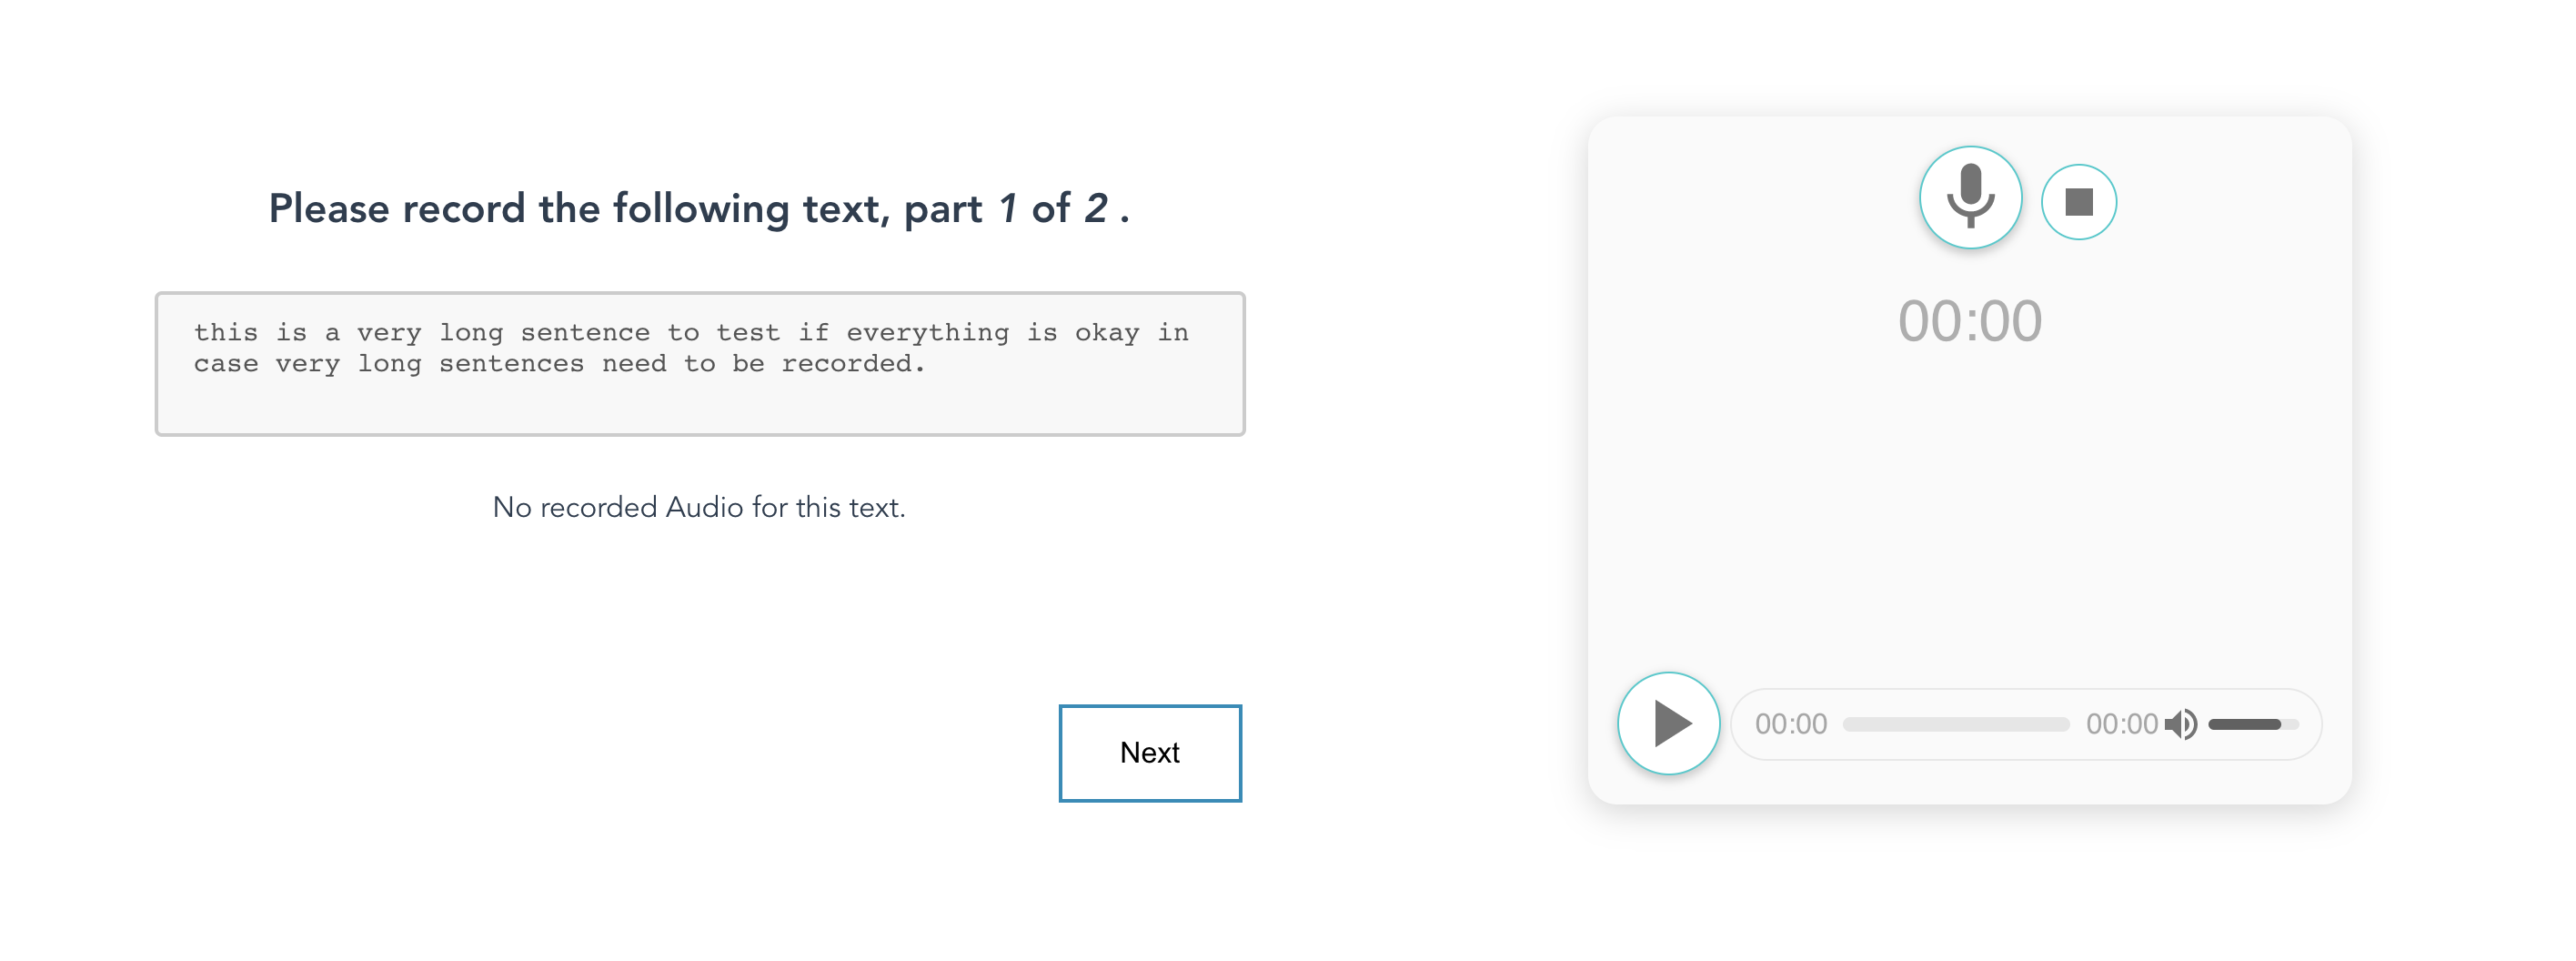 Please record the following text, part 1 of 2 .
this is a very long sentence to test if everything is okay in
case very long sentences need to be recorded.
No recorded Audio for this text.
Next
00:00
00:00 00:00